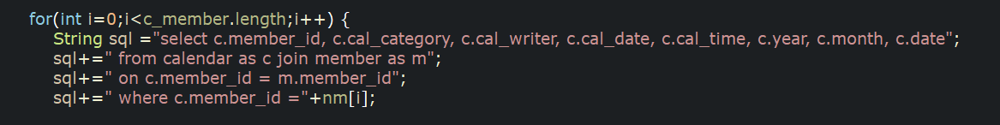 for(int i=0;i<c_member.length;i++) {
String sql ="select c.member_id, c.cal_category, c.cal_writer, c.cal_date, c.cal_time, c.year, c.month, c.date";
sql+=" from calendar as c join member as m";
sql+=" on c.member_id = m.member_id";
sql+=" where c.member_id ="+nm[i];